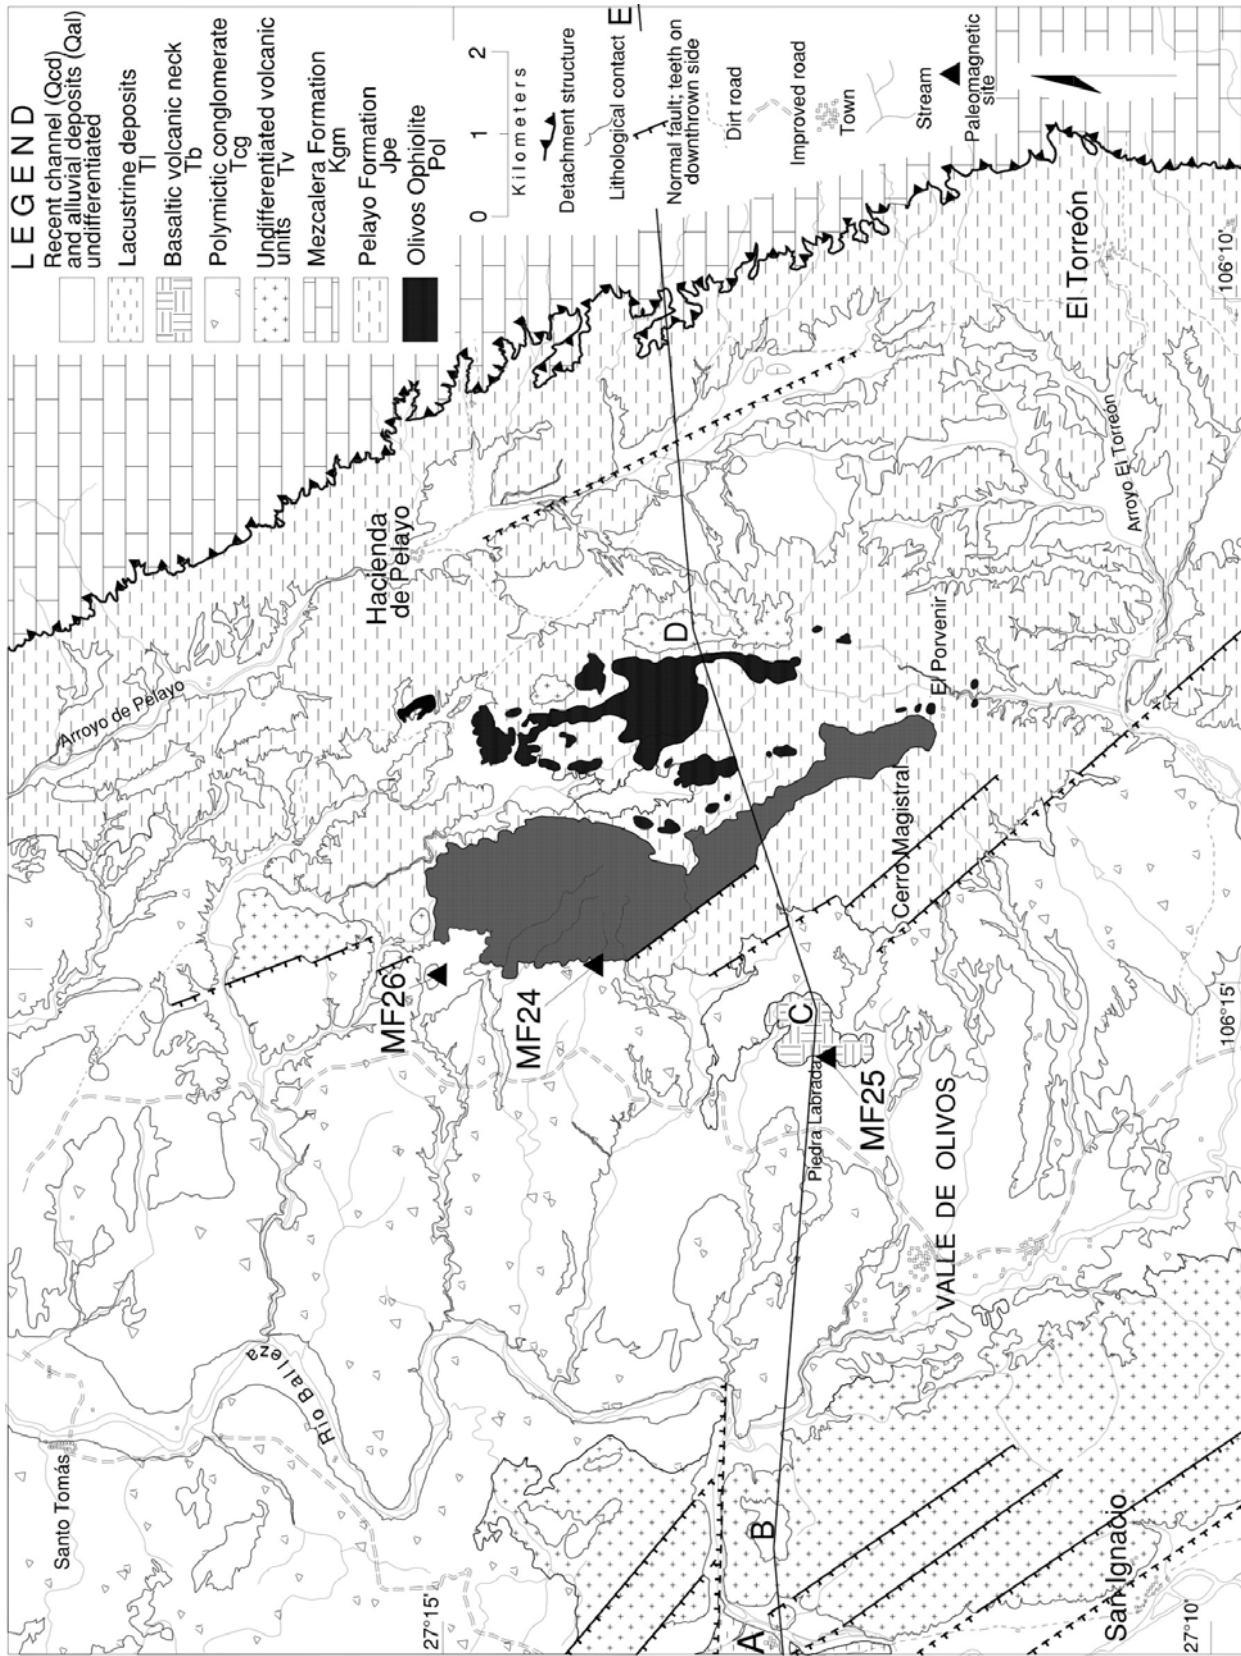 LEGEND
Recent channel (Qcd)
and alluvial deposits (Qal)
undifferentiated
Lacustrine deposits
Tl
Basaltic volcanic neck
Tb
Polymictic conglomerate
Tcg
Undifferentiated volcanic
units
Tv
Mezcalera Formation
Kgm
Pelayo Formation
Jpe
Olivos Ophiolite
Pol
0 1 2
Kilometers
Detachment structure
Lithological contact
Normal fault; teeth on
downthrown side
Dirt road
Improved road
Town
Stream
Paleomagnetic
site
Santo Tomás
Río Balleza
Arroyo de Pelayo
Hacienda
de Pelayo
MF26
MF24
MF25
Piedra Labrada
VALLE DE OLIVOS
Cerro Magistral
El Porvenir
Arroyo El Torreón
El Torreón
San Ignacio
A
B
C
D
E
27°15'
27°10'
106°15'
106°10'